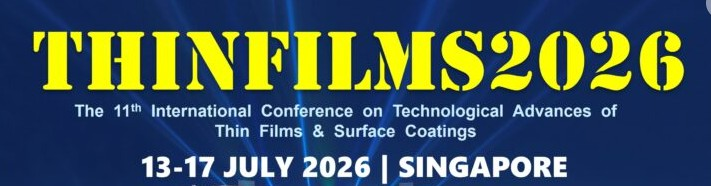 THINFILMS2026
The 11th International Conference on Technological Advances of
Thin Films & Surface Coatings
13-17 JULY 2026 | SINGAPORE